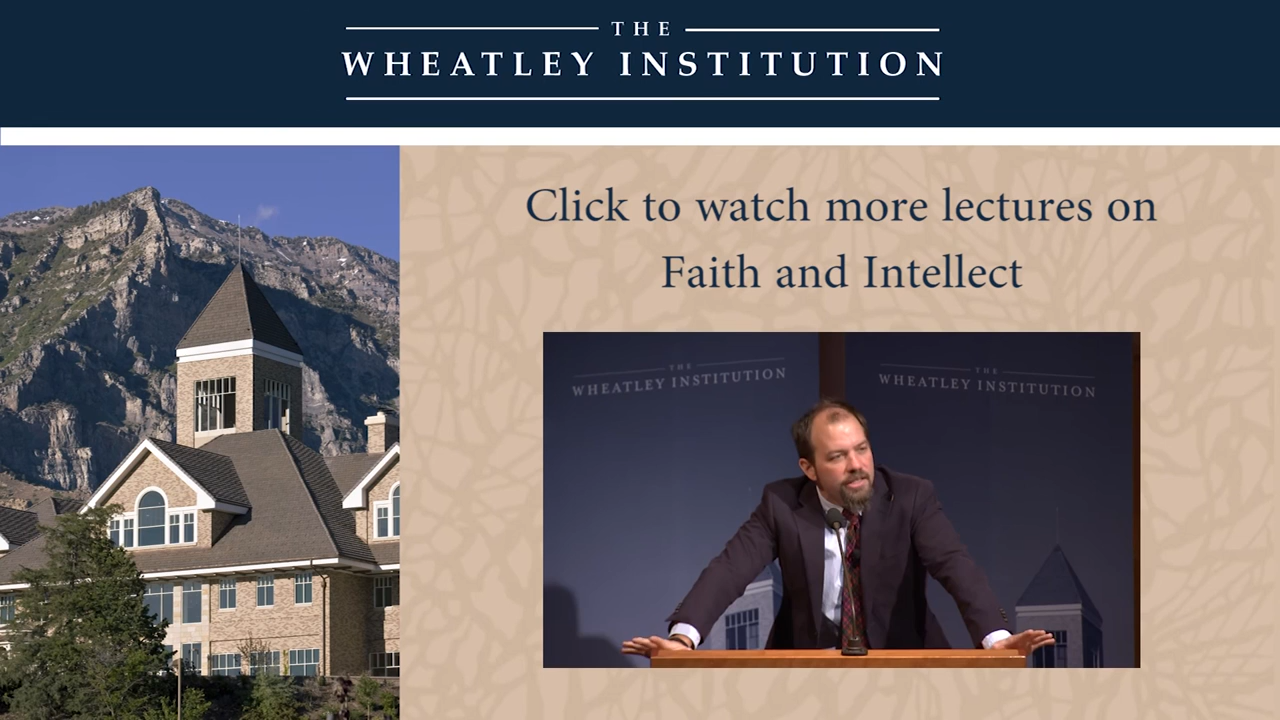 THE
WHEATLEY INSTITUTION
Click to watch more lectures on
Faith and Intellect
THE
WHEATLEY INSTITUTION
THE
WHEATLEY INSTITUTION